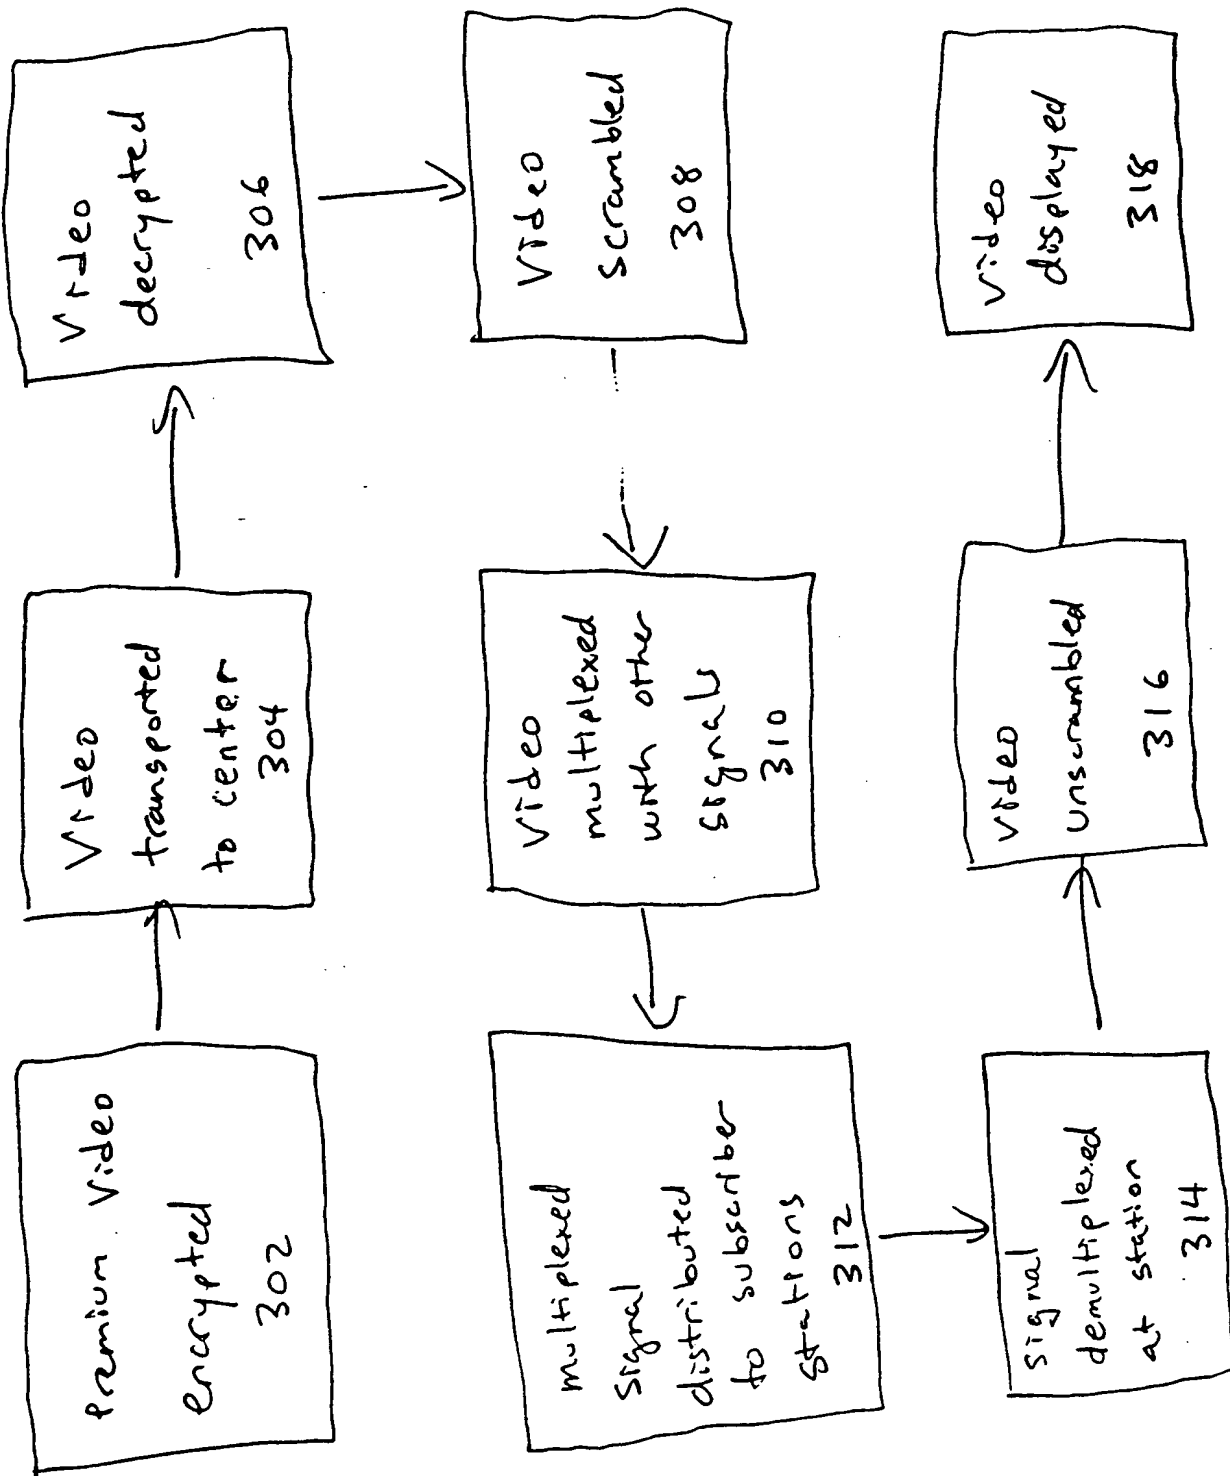 Premium Video
encrypted
302
Video
transported
to center
304
Video
decrypted
306
Video
scrambled
308
Video
multiplexed
with other
signals
310
multiplexed
signal
distributed
to subscriber
stations
312
signal
demultiplexed
at station
314
video
unscrambled
316
video
displayed
318